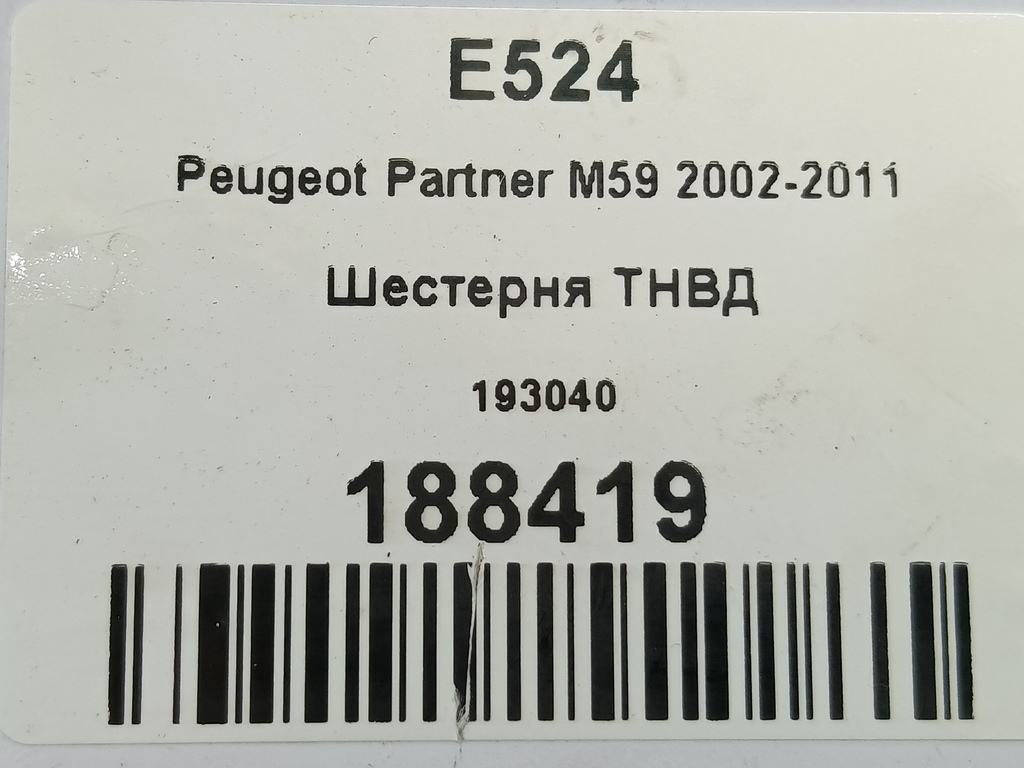 E524
Peugeot Partner M59 2002-2011
Шестерня ТНВД
193040
188419